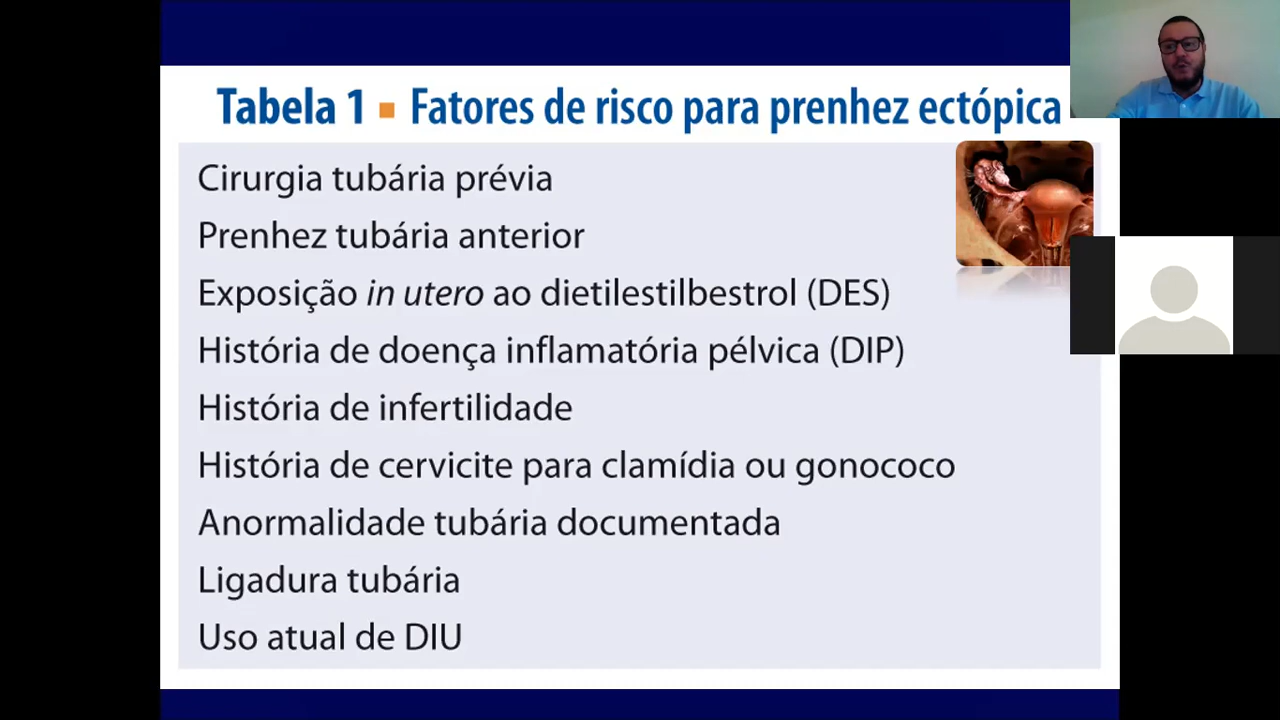 Tabela 1 ▪ Fatores de risco para prenhez ectópica
Cirurgia tubária prévia
Prenhez tubária anterior
Exposição in utero ao dietilestilbestrol (DES)
História de doença inflamatória pélvica (DIP)
História de infertilidade
História de cervicite para clamídia ou gonococo
Anormalidade tubária documentada
Ligadura tubária
Uso atual de DIU